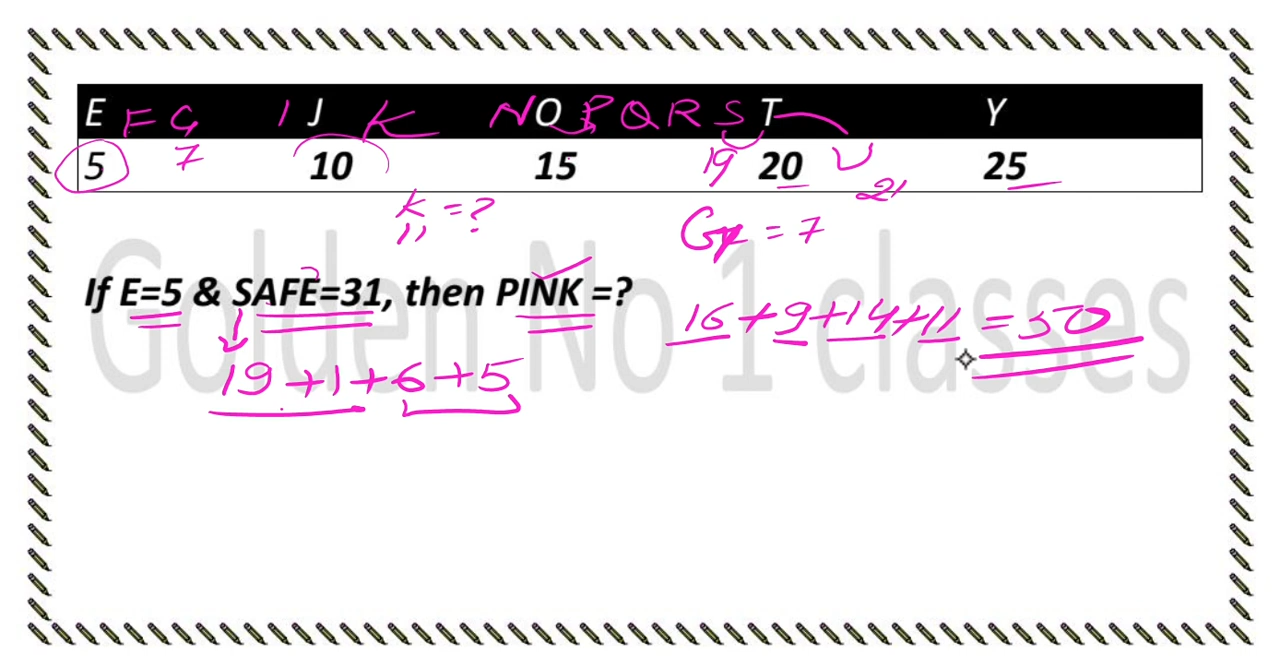 E F G I J K N O P Q R S T Y
5 7 10 15 19 20 21 25
K = ?
11
G = 7
If E=5 & SAFE=31, then PINK =?
16+9+14+11 = 50
19+1+6+5
Golden No 1 classes